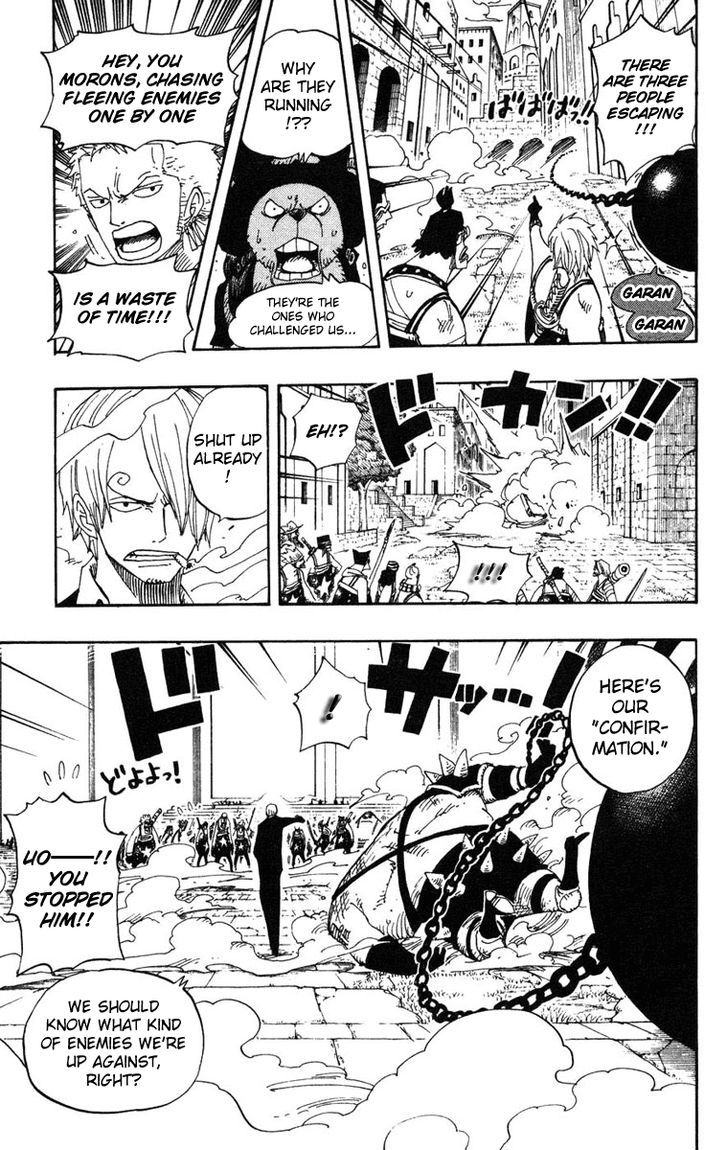 THERE
ARE THREE
PEOPLE
ESCAPING
!!!
ばばばっ!!
GARAN
GARAN
WHY
ARE THEY
RUNNING
!??
THEY'RE THE
ONES WHO
CHALLENGED US...
HEY, YOU
MORONS, CHASING
FLEEING ENEMIES
ONE BY ONE
IS A WASTE
OF TIME!!!
ドカン!!
EH!?
!!!
SHUT UP
ALREADY
!
HERE'S
OUR
"CONFIR-
MATION."
ドサッ…!
!
どよよっ!
UO——!!
YOU
STOPPED
HIM!!
WE SHOULD
KNOW WHAT KIND
OF ENEMIES WE'RE
UP AGAINST,
RIGHT?